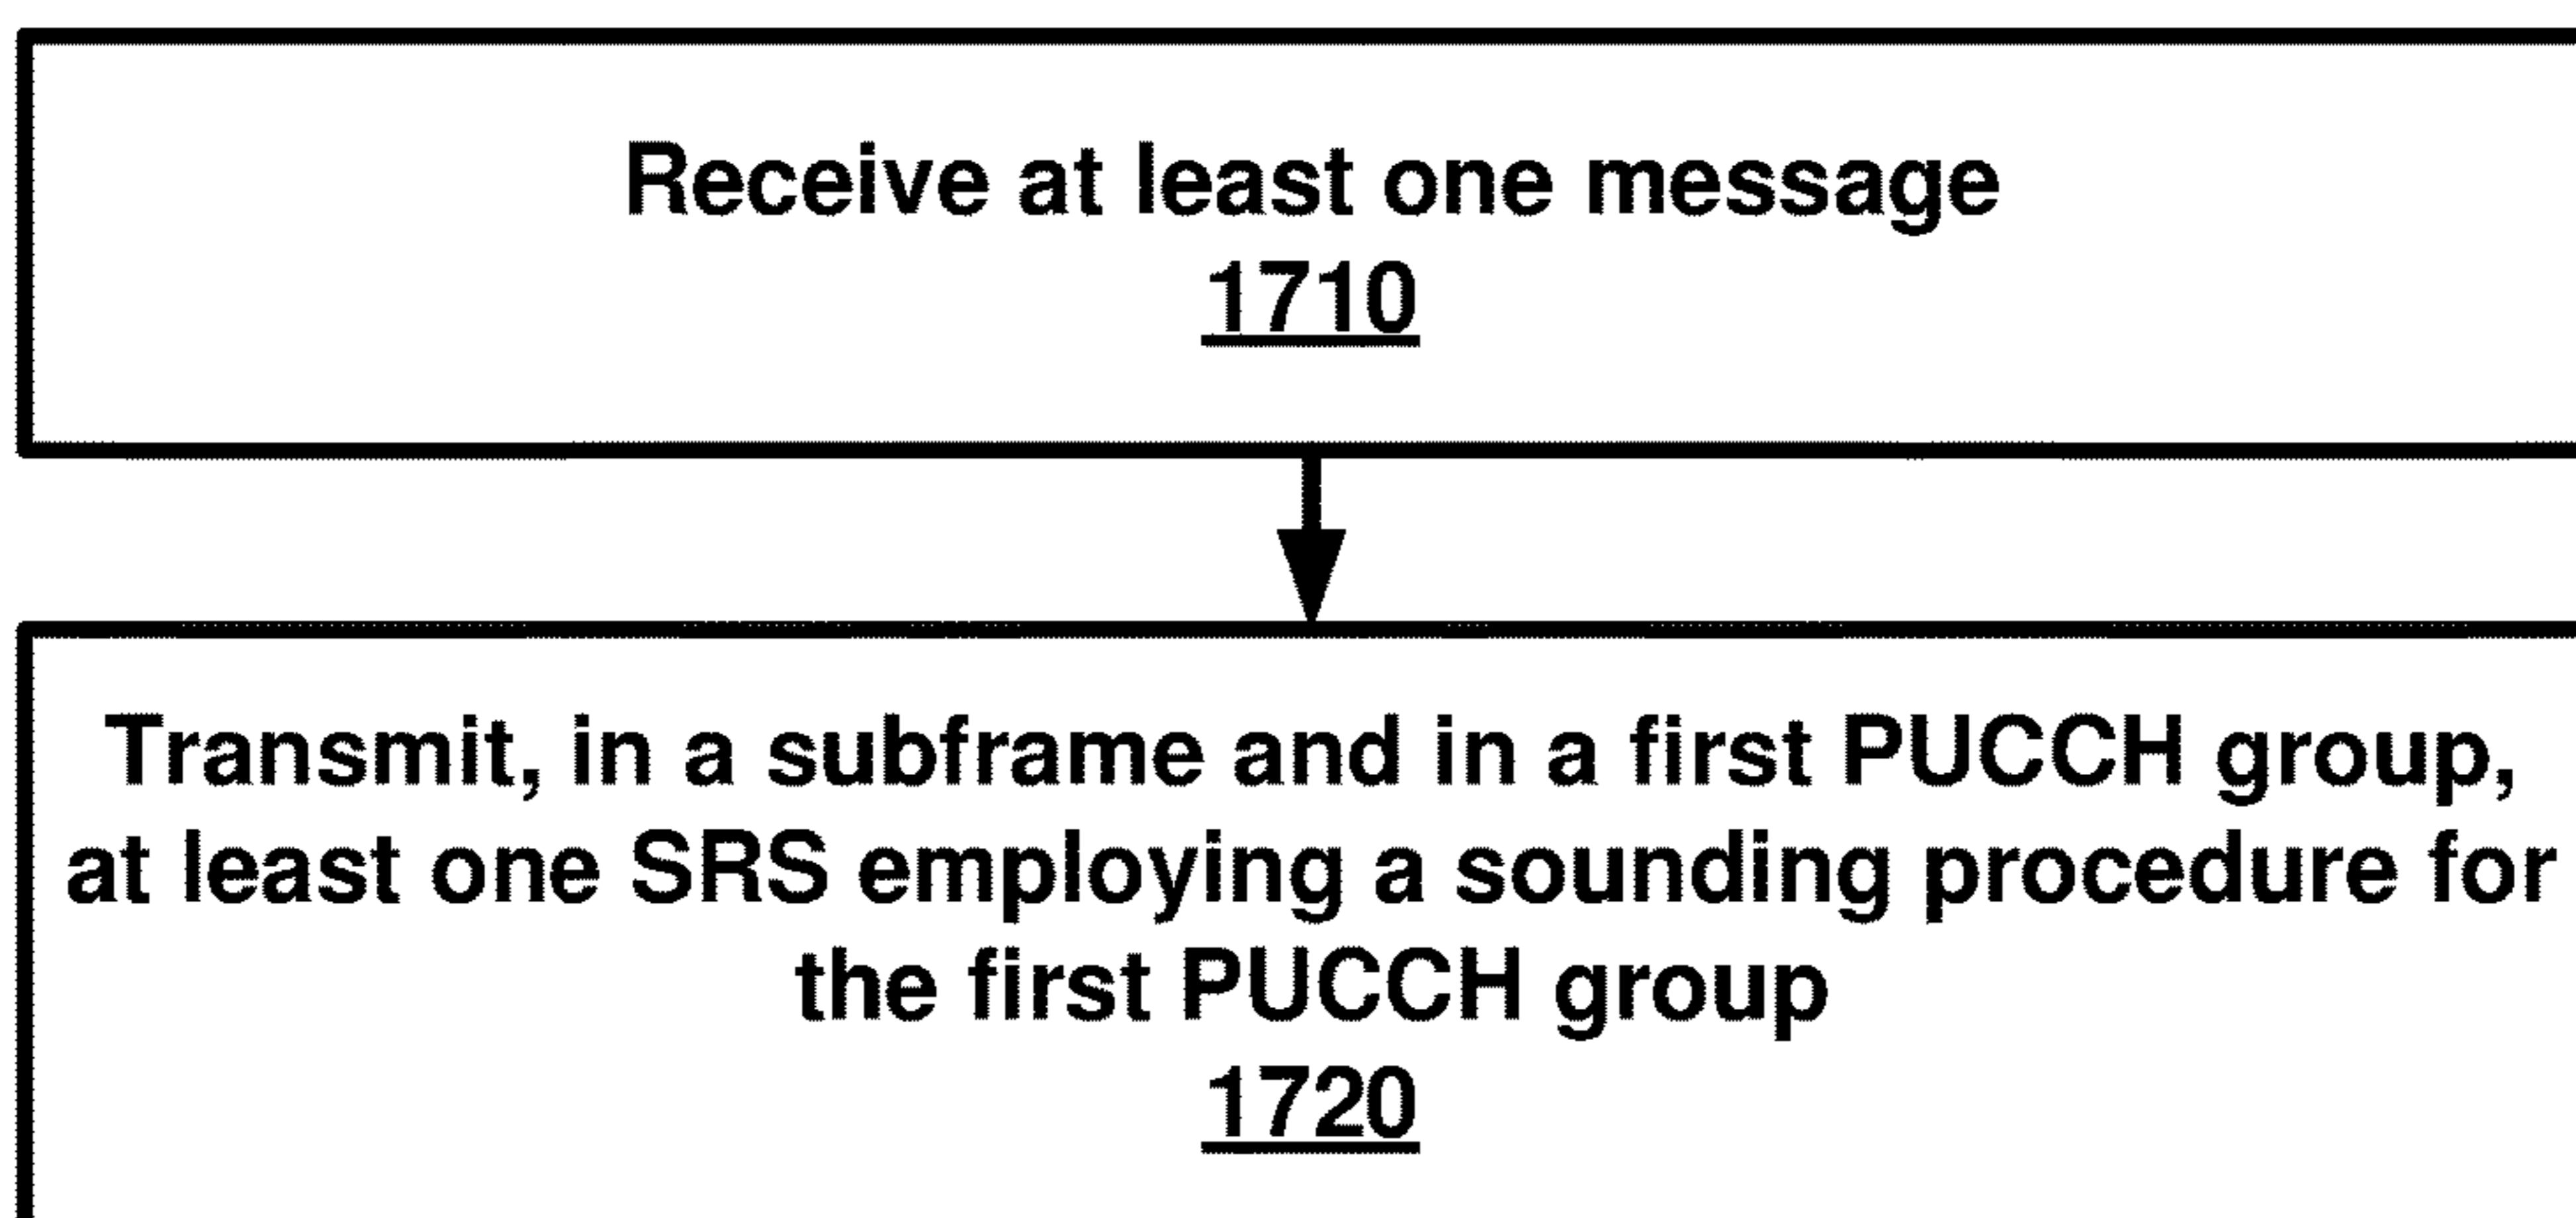 Receive at least one message
1710
Transmit, in a subframe and in a first PUCCH group,
at least one SRS employing a sounding procedure for
the first PUCCH group
1720